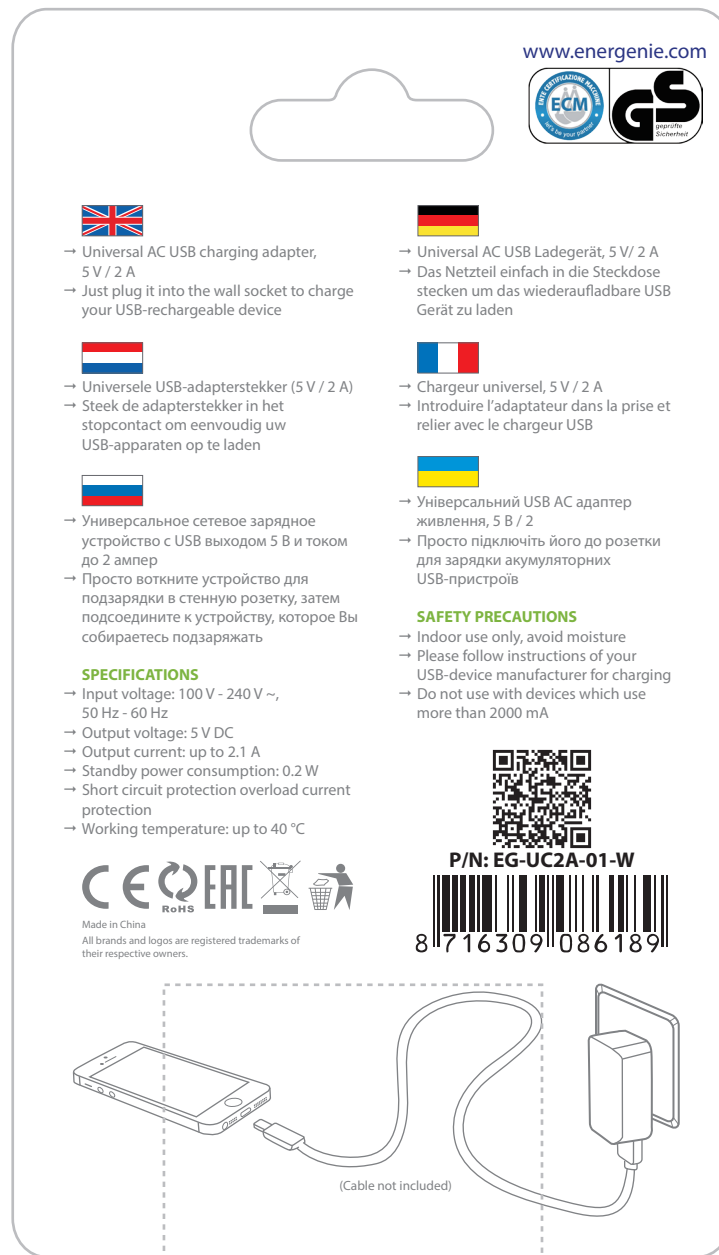 www.energenie.com
ENTE CERTIFICAZIONE MACCHINE
ECM
let's be your partner
GS
geprüfte
Sicherheit
→ Universal AC USB charging adapter,
5 V / 2 A
→ Just plug it into the wall socket to charge
your USB-rechargeable device
→ Universele USB-adapterstekker (5 V / 2 A)
→ Steek de adapterstekker in het
stopcontact om eenvoudig uw
USB-apparaten op te laden
→ Универсальное сетевое зарядное
устройство с USB выходом 5 В и током
до 2 ампер
→ Просто воткните устройство для
подзарядки в стенную розетку, затем
подсоедините к устройству, которое Вы
собираетесь подзаряжать
SPECIFICATIONS
→ Input voltage: 100 V - 240 V ~,
50 Hz - 60 Hz
→ Output voltage: 5 V DC
→ Output current: up to 2.1 A
→ Standby power consumption: 0.2 W
→ Short circuit protection overload current
protection
→ Working temperature: up to 40 °C
CE RoHS EAC
Made in China
All brands and logos are registered trademarks of
their respective owners.
→ Universal AC USB Ladegerät, 5 V/ 2 A
→ Das Netzteil einfach in die Steckdose
stecken um das wiederaufladbare USB
Gerät zu laden
→ Chargeur universel, 5 V / 2 A
→ Introduire l'adaptateur dans la prise et
relier avec le chargeur USB
→ Універсальний USB AC адаптер
живлення, 5 В / 2
→ Просто підключіть його до розетки
для зарядки акумуляторних
USB-пристроїв
SAFETY PRECAUTIONS
→ Indoor use only, avoid moisture
→ Please follow instructions of your
USB-device manufacturer for charging
→ Do not use with devices which use
more than 2000 mA
P/N: EG-UC2A-01-W
8 716309 086189
(Cable not included)